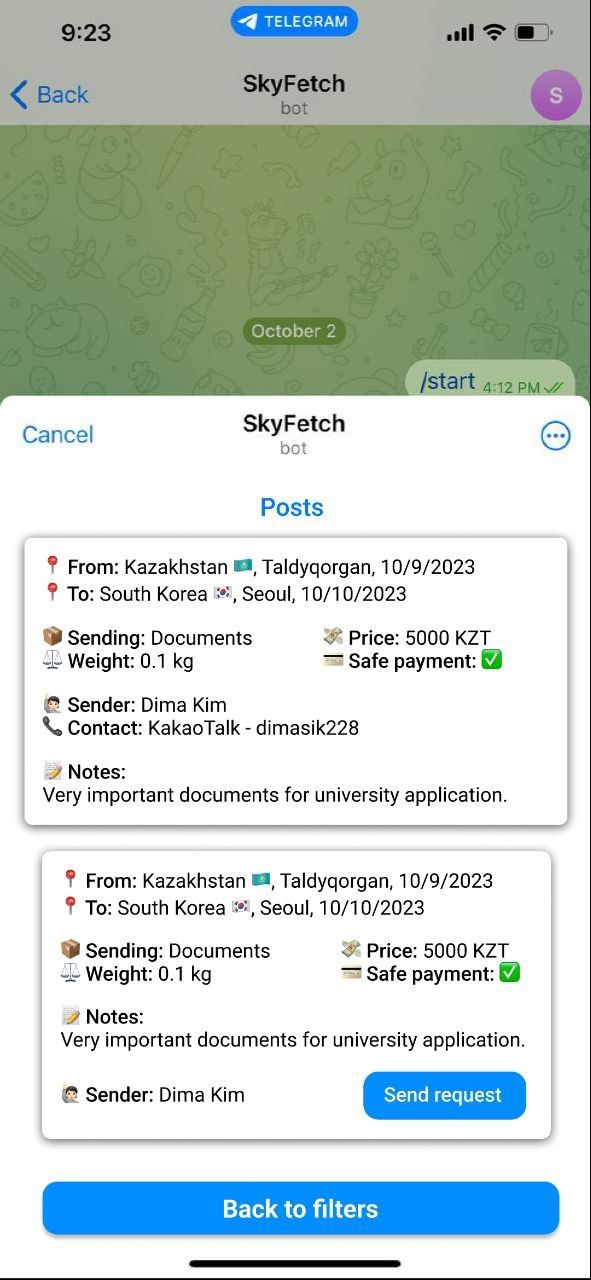 9:23
TELEGRAM
Back
SkyFetch
bot
S
October 2
/start 4:12 PM
Cancel
SkyFetch
bot
Posts
📍 From: Kazakhstan 🇰🇿, Taldyqorgan, 10/9/2023
📍 To: South Korea 🇰🇷, Seoul, 10/10/2023
📦 Sending: Documents 💸 Price: 5000 KZT
⚖️ Weight: 0.1 kg 💳 Safe payment: ✅
🙋🏻‍♂️ Sender: Dima Kim
📞 Contact: KakaoTalk - dimasik228
📝 Notes:
Very important documents for university application.
📍 From: Kazakhstan 🇰🇿, Taldyqorgan, 10/9/2023
📍 To: South Korea 🇰🇷, Seoul, 10/10/2023
📦 Sending: Documents 💸 Price: 5000 KZT
⚖️ Weight: 0.1 kg 💳 Safe payment: ✅
📝 Notes:
Very important documents for university application.
🙋🏻‍♂️ Sender: Dima Kim Send request
Back to filters